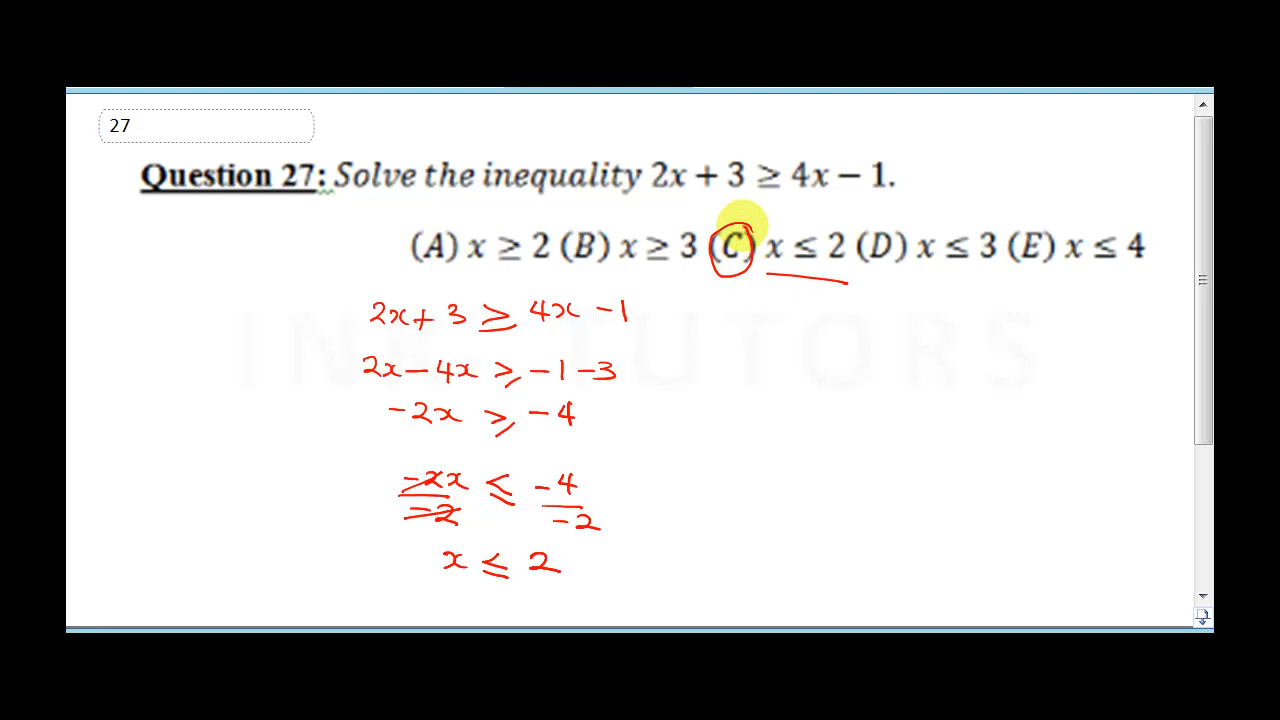 27
Question 27: Solve the inequality 2x + 3 ≥ 4x − 1.
(A) x ≥ 2 (B) x ≥ 3 (C) x ≤ 2 (D) x ≤ 3 (E) x ≤ 4
2x + 3 ≥ 4x − 1
2x − 4x ≥ −1 − 3
−2x ≥ −4
−2x ≤ −4
−2 −2
x ≤ 2